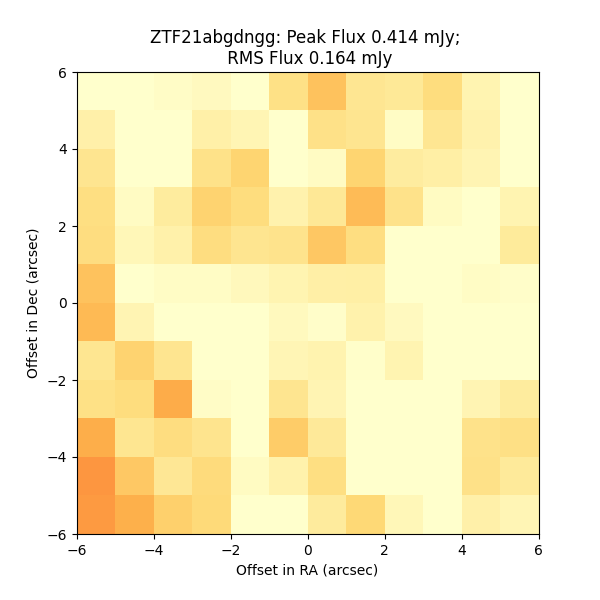 ZTF21abgdngg: Peak Flux 0.414 mJy;
RMS Flux 0.164 mJy
6
4
2
0
−2
−4
−6
Offset in Dec (arcsec)
−6 −4 −2 0 2 4 6
Offset in RA (arcsec)